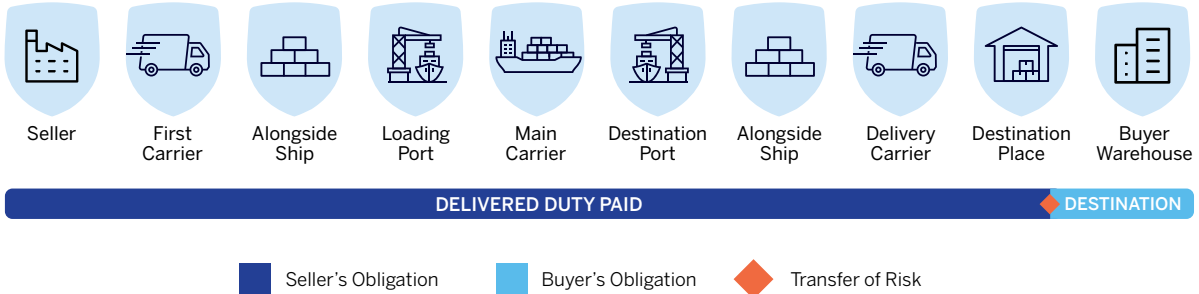 Seller
First
Carrier
Alongside
Ship
Loading
Port
Main
Carrier
Destination
Port
Alongside
Ship
Delivery
Carrier
Destination
Place
Buyer
Warehouse
DELIVERED DUTY PAID
DESTINATION
Seller's Obligation
Buyer's Obligation
Transfer of Risk